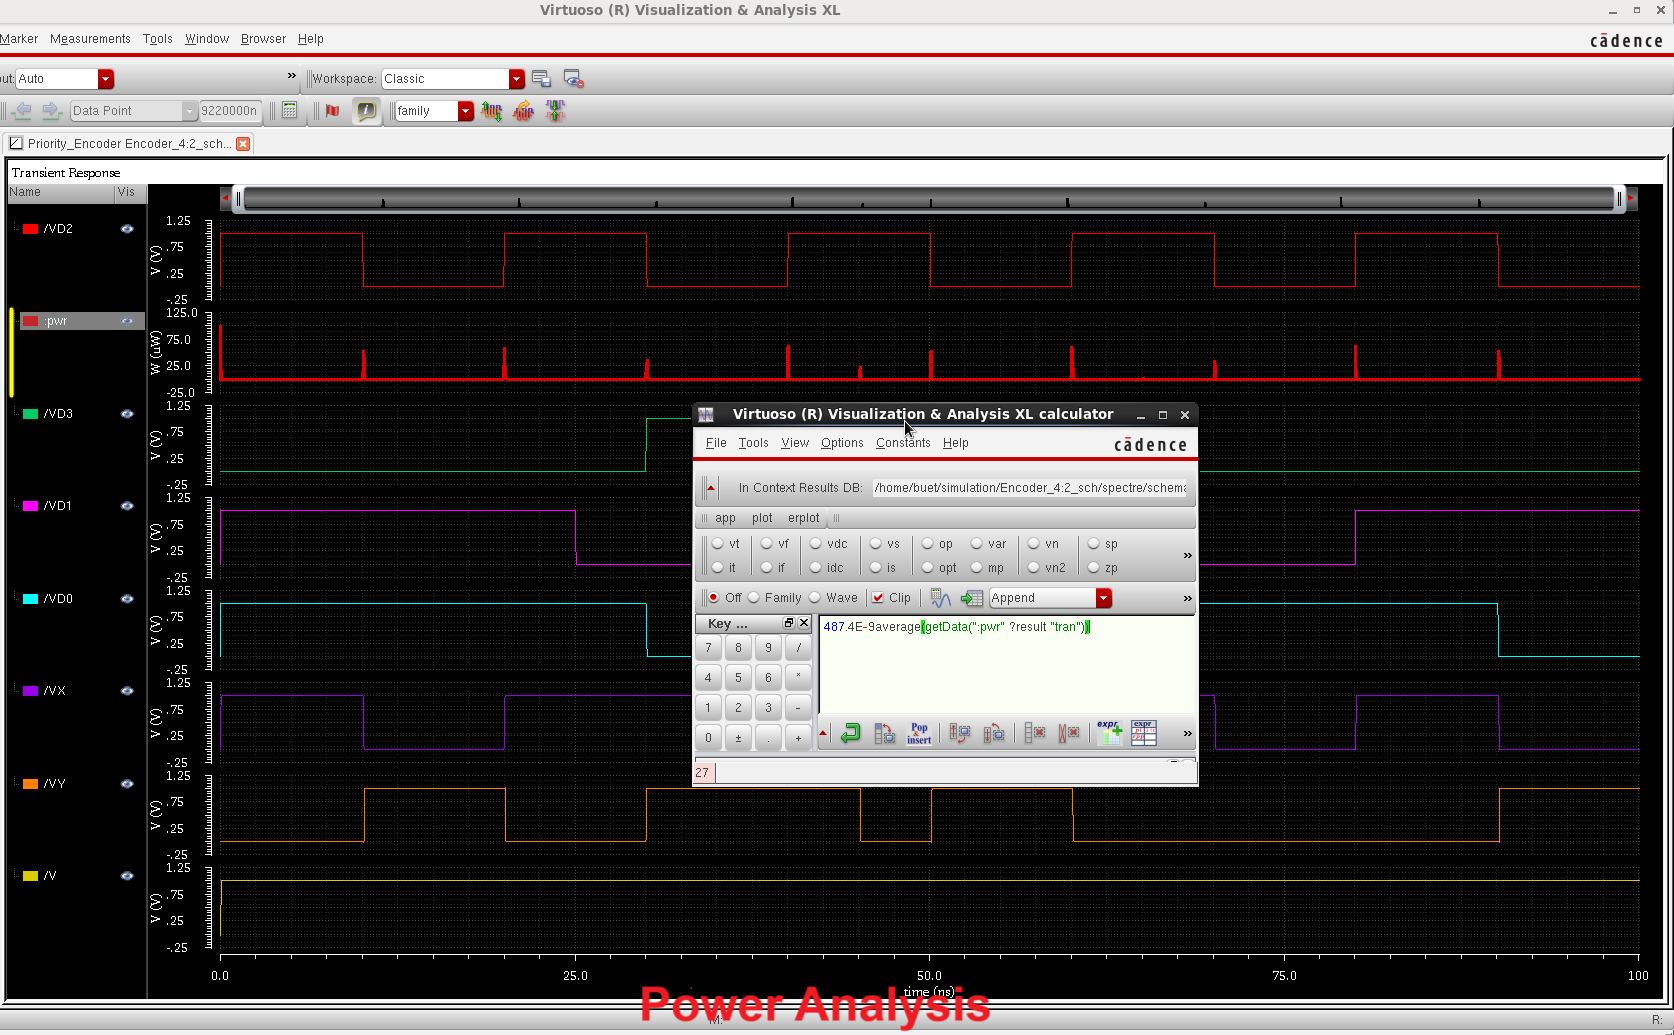 Virtuoso (R) Visualization & Analysis XL
Marker Measurements Tools Window Browser Help
cādence
out: Auto » Workspace: Classic
Data Point 9220000n family
Priority_Encoder Encoder_4:2_sch...
Transient Response
Name Vis
/VD2
:pwr
/VD3
/VD1
/VD0
/VX
/VY
/V
1.25
.75
.25
-.25
V (V)
125.0
75.0
25.0
-25.0
W (uW)
1.25
.75
.25
-.25
V (V)
1.25
.75
.25
-.25
V (V)
1.25
.75
.25
-.25
V (V)
1.25
.75
.25
-.25
V (V)
1.25
.75
.25
-.25
V (V)
1.25
.75
.25
-.25
V (V)
0.0 25.0 50.0 75.0 100
time (ns)
Virtuoso (R) Visualization & Analysis XL calculator
File Tools View Options Constants Help
cādence
In Context Results DB: /home/buet/simulation/Encoder_4:2_sch/spectre/schema
app plot erplot
vt vf vdc vs op var vn sp
it if idc is opt mp vn2 zp »
Off Family Wave Clip Append »
Key ...
7 8 9 /
4 5 6 *
1 2 3 -
0 ± . +
487.4E-9average(getData(":pwr" ?result "tran"))
Pop & insert
expr
expr
»
27
Power Analysis
M:
R: